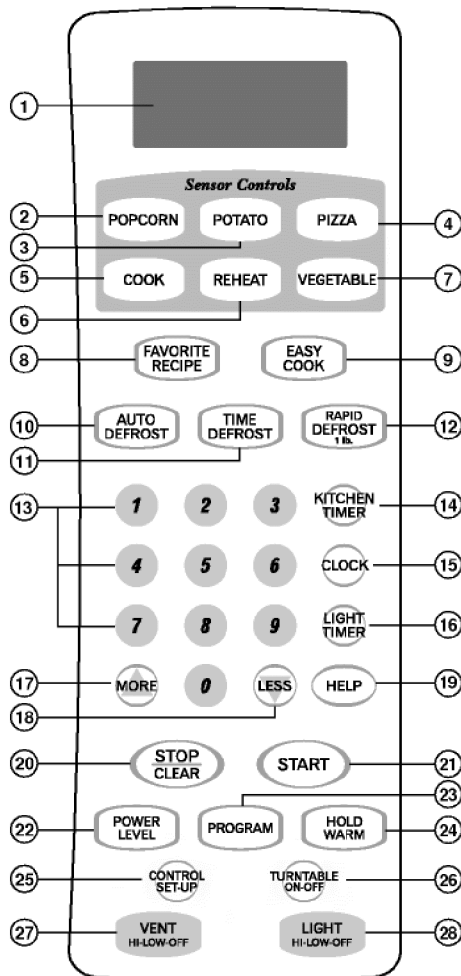 1
Sensor Controls
2
POPCORN
POTATO
PIZZA
4
3
5
COOK
REHEAT
VEGETABLE
7
6
8
FAVORITE
RECIPE
EASY
COOK
9
10
AUTO
DEFROST
TIME
DEFROST
RAPID
DEFROST
1 lb.
12
11
13
1
2
3
KITCHEN
TIMER
14
4
5
6
CLOCK
15
7
8
9
LIGHT
TIMER
16
17
MORE
0
LESS
HELP
19
18
20
STOP
CLEAR
START
21
23
22
POWER
LEVEL
PROGRAM
HOLD
WARM
24
25
CONTROL
SET-UP
TURNTABLE
ON-OFF
26
27
VENT
HI-LOW-OFF
LIGHT
HI-LOW-OFF
28